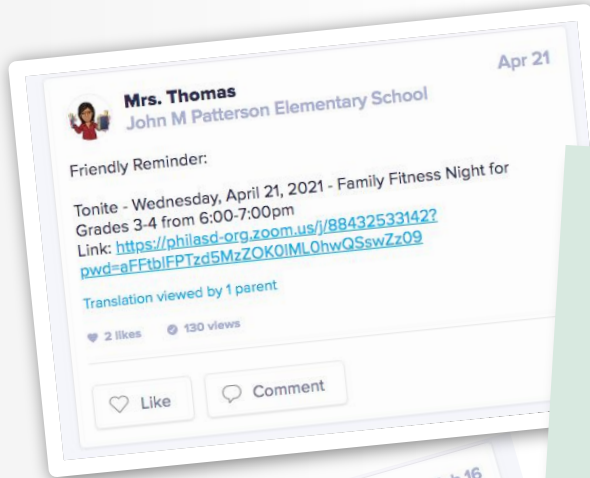 Mrs. Thomas
John M Patterson Elementary School
Apr 21
Friendly Reminder:
Tonite - Wednesday, April 21, 2021 - Family Fitness Night for
Grades 3-4 from 6:00-7:00pm
Link: https://philasd-org.zoom.us/j/88432533142?
pwd=aFFtblFPTzd5MzZOK0lML0hwQSswZz09
Translation viewed by 1 parent
2 likes 130 views
Like Comment
16